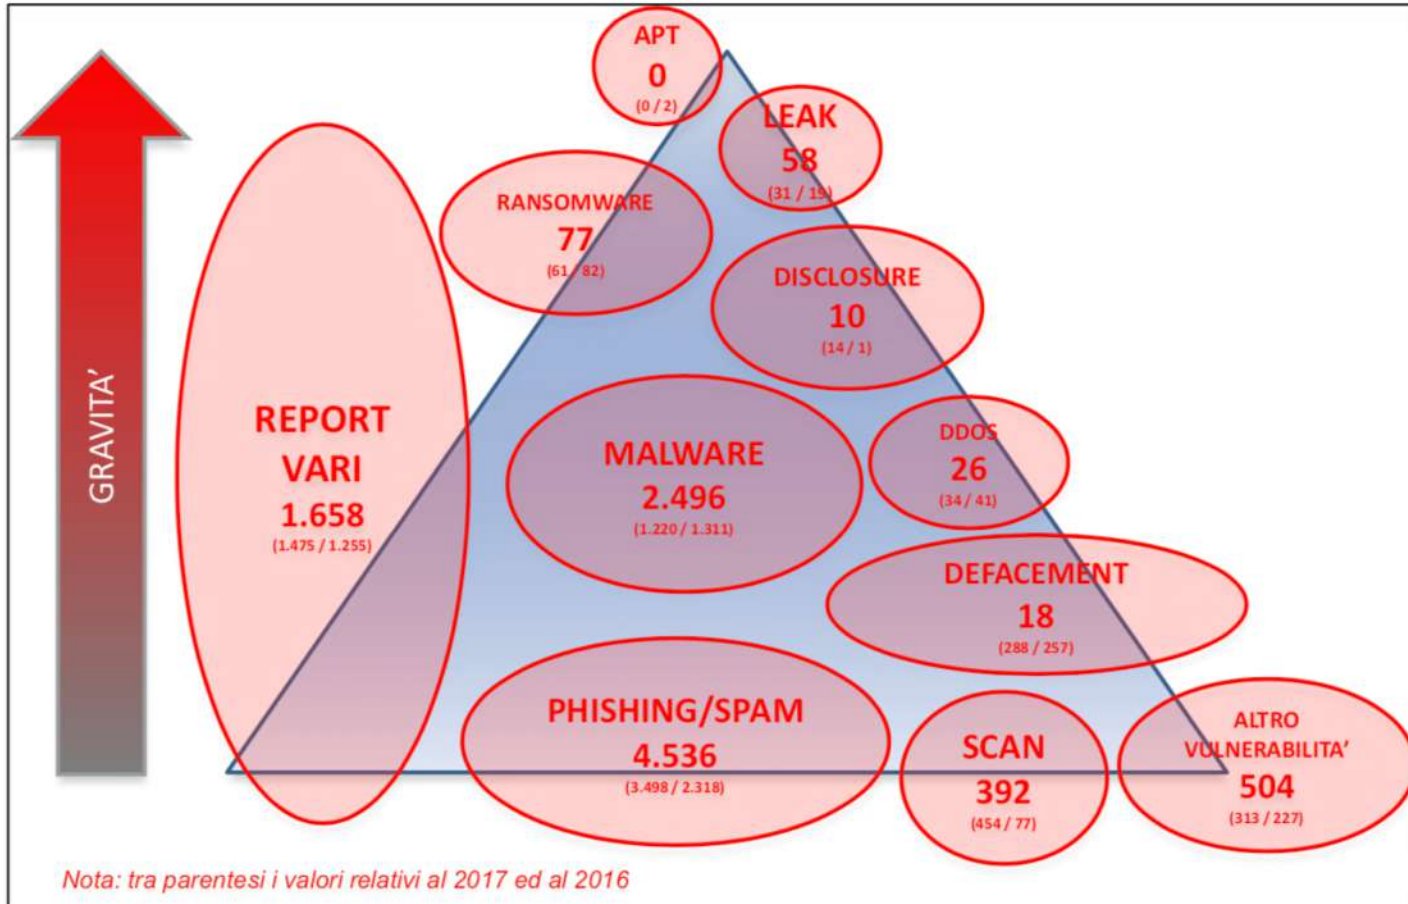 APT
0
(0 / 2)
LEAK
58
(31 / 15)
RANSOMWARE
77
(61 / 82)
DISCLOSURE
10
(14 / 1)
GRAVITA'
REPORT
VARI
1.658
(1.475 / 1.255)
MALWARE
2.496
(1.220 / 1.311)
DDOS
26
(34 / 41)
DEFACEMENT
18
(288 / 257)
PHISHING/SPAM
4.536
(3.498 / 2.318)
SCAN
392
(454 / 77)
ALTRO
VULNERABILITA'
504
(313 / 227)
Nota: tra parentesi i valori relativi al 2017 ed al 2016